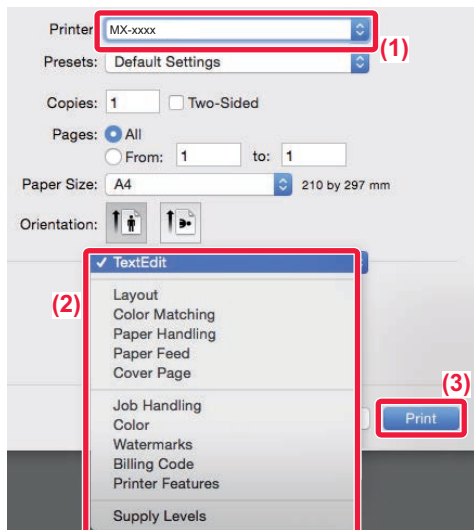 Printer: MX-xxxx
(1)
Presets: Default Settings
Copies: 1 Two-Sided
Pages: All
From: 1 to: 1
Paper Size: A4 210 by 297 mm
Orientation:
✓ TextEdit
(2)
Layout
Color Matching
Paper Handling
Paper Feed
Cover Page
Job Handling
Color
Watermarks
Billing Code
Printer Features
Supply Levels
(3)
Print